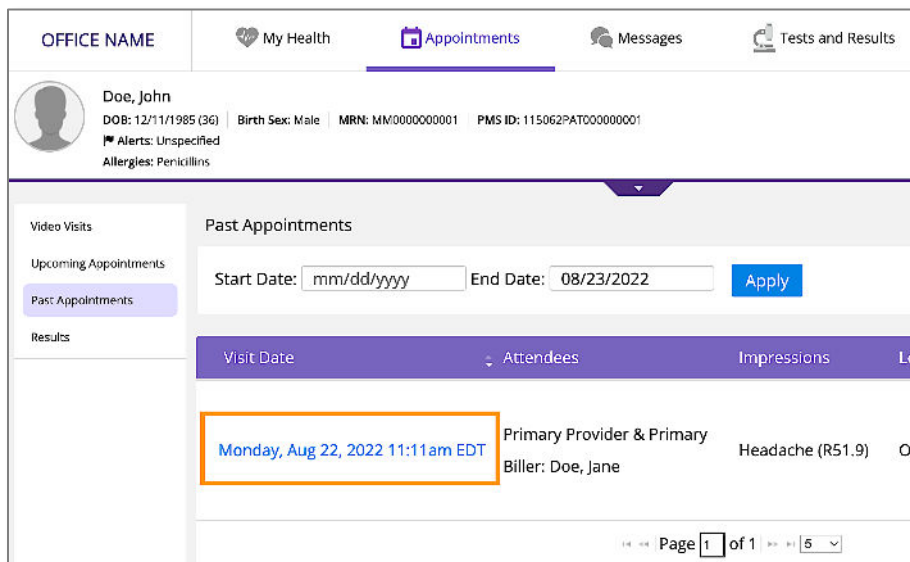 OFFICE NAME
My Health
Appointments
Messages
Tests and Results
Doe, John
DOB: 12/11/1985 (36) Birth Sex: Male MRN: MM0000000001 PMS ID: 115062PAT000000001
Alerts: Unspecified
Allergies: Penicillins
Video Visits
Upcoming Appointments
Past Appointments
Results
Past Appointments
Start Date: mm/dd/yyyy End Date: 08/23/2022 Apply
Visit Date Attendees Impressions
Monday, Aug 22, 2022 11:11am EDT
Primary Provider & Primary
Biller: Doe, Jane
Headache (R51.9)
Page 1 of 1 5